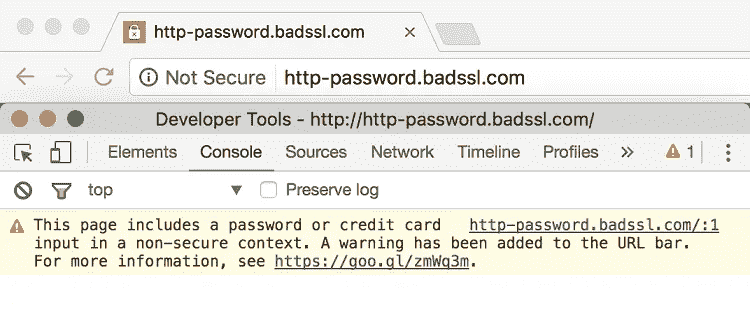 http-password.badssl.com ×
Not Secure http-password.badssl.com
Developer Tools - http://http-password.badssl.com/
Elements Console Sources Network Timeline Profiles » 1
top Preserve log
This page includes a password or credit card http-password.badssl.com/:1
input in a non-secure context. A warning has been added to the URL bar.
For more information, see https://goo.gl/zmWq3m.